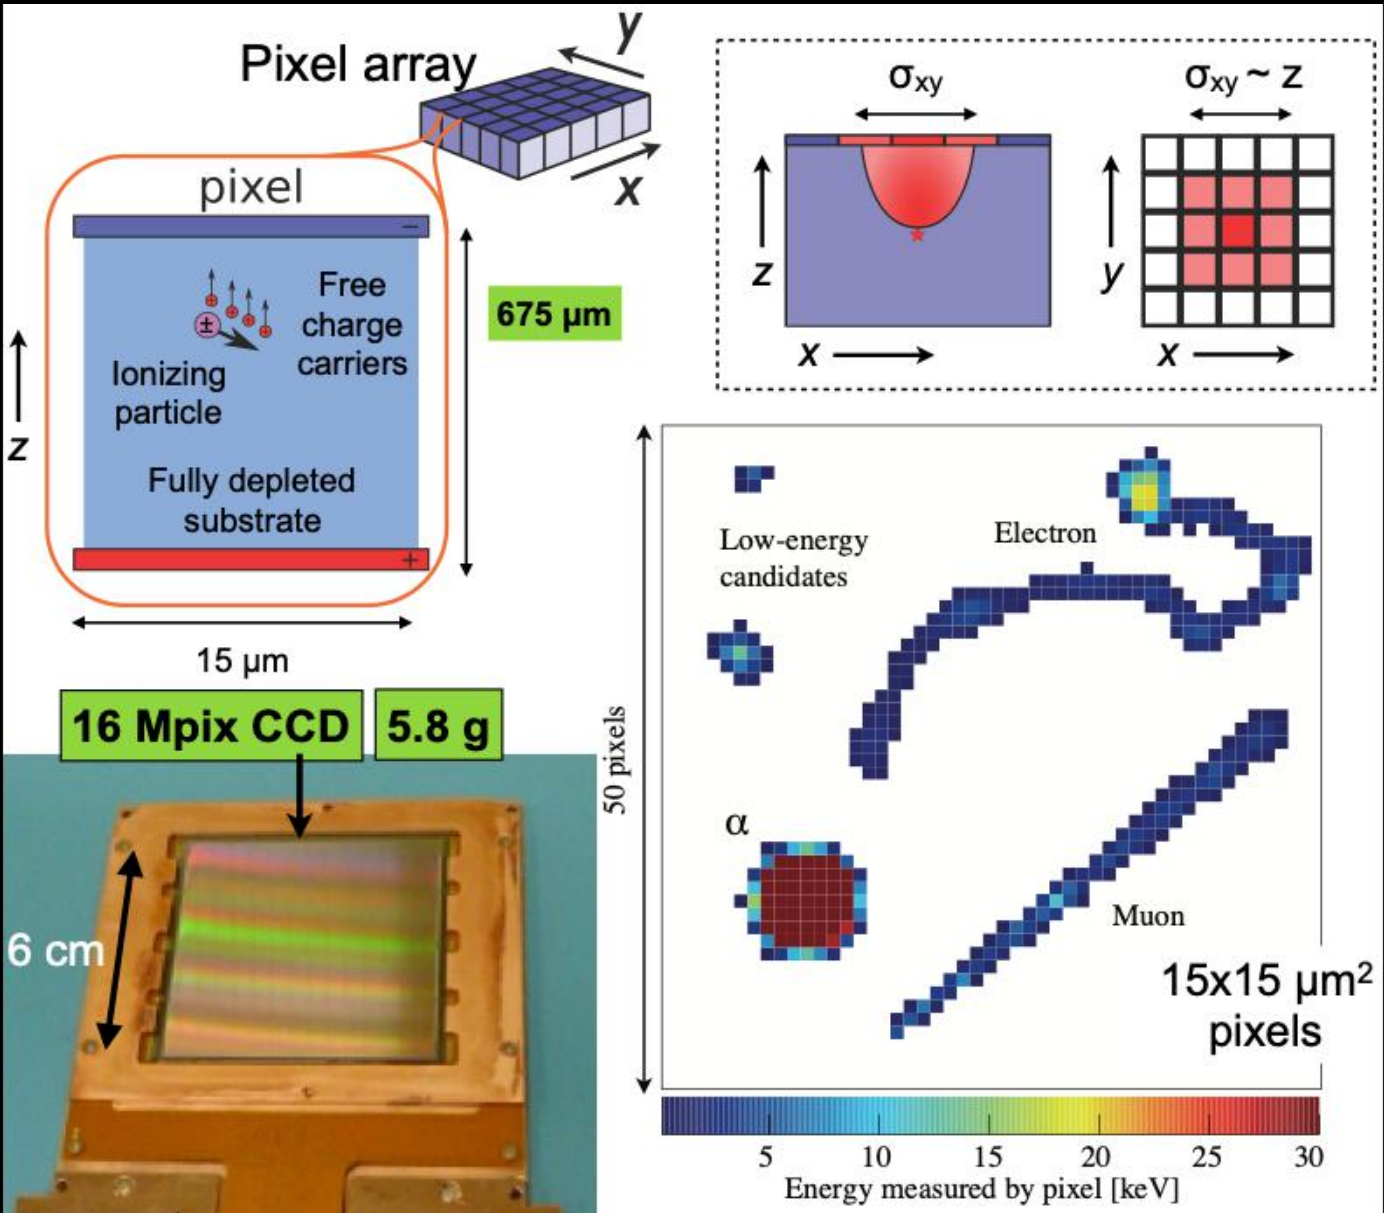 Pixel array
y
x
pixel
−
Free
charge
carriers
±
Ionizing
particle
Fully depleted
substrate
+
z
675 µm
15 µm
16 Mpix CCD
5.8 g
6 cm
σxy
z
x
σxy ~ z
y
x
50 pixels
Low-energy
candidates
Electron
α
Muon
15x15 µm²
pixels
5 10 15 20 25 30
Energy measured by pixel [keV]